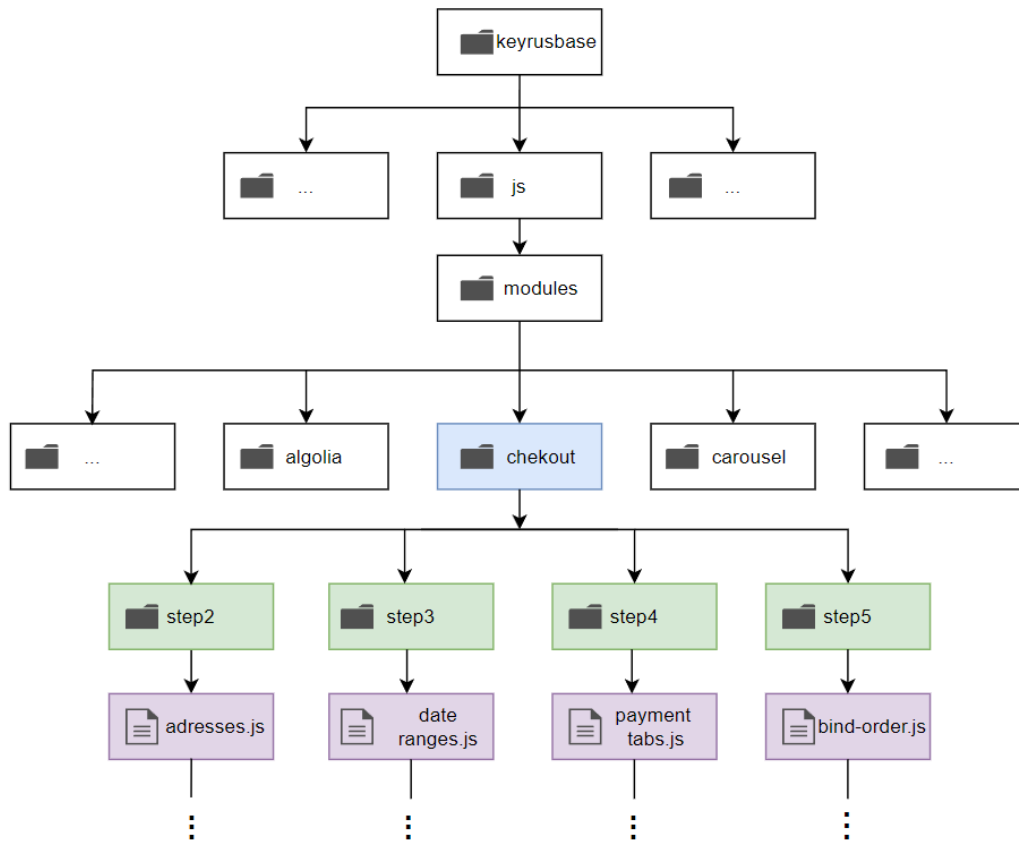 keyrusbase
...
js
...
modules
...
algolia
chekout
carousel
...
step2
step3
step4
step5
adresses.js
date
ranges.js
payment
tabs.js
bind-order.js